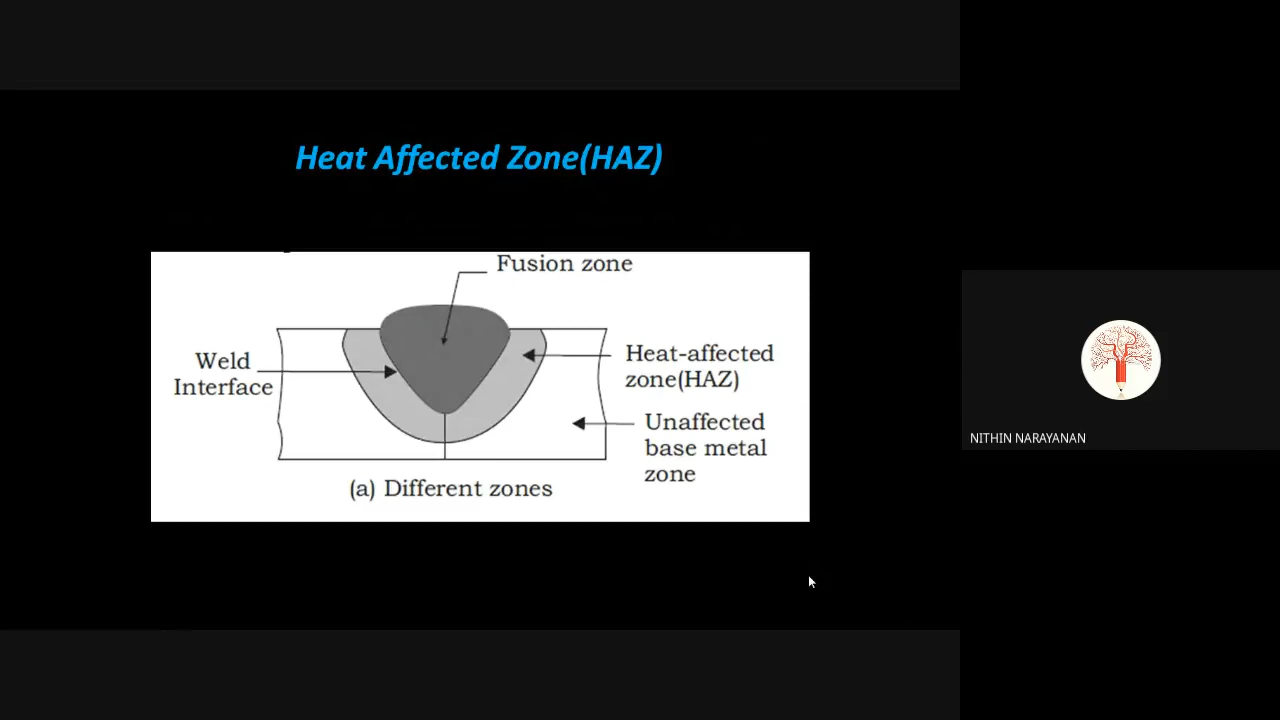 Heat Affected Zone(HAZ)
Fusion zone
Weld
Interface
Heat-affected
zone(HAZ)
Unaffected
base metal
zone
(a) Different zones
NITHIN NARAYANAN